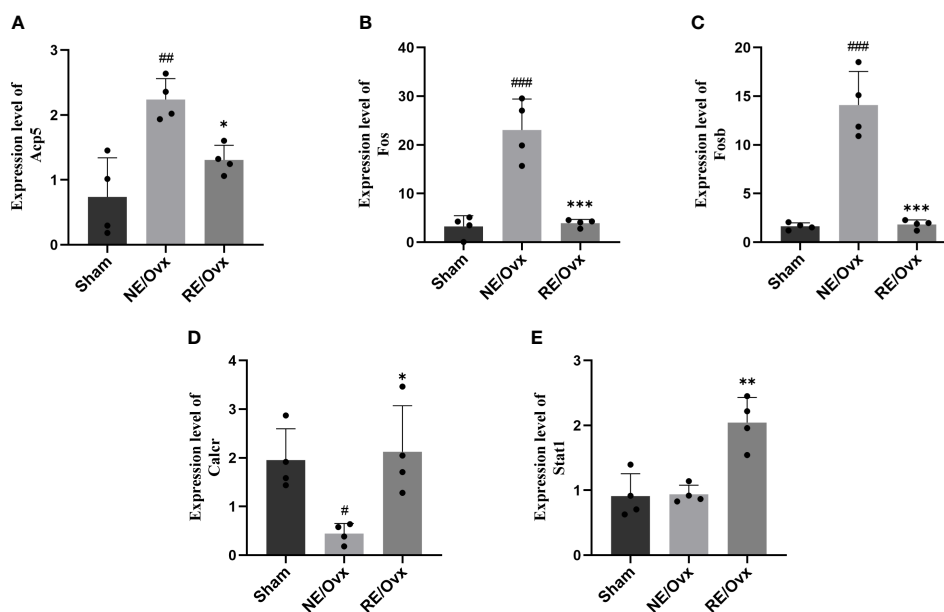 A
Expression level of
Acp5
3
2
1
0
##
*
Sham
NE/Ovx
RE/Ovx
B
Expression level of
Fos
40
30
20
10
0
###
***
Sham
NE/Ovx
RE/Ovx
C
Expression level of
Fosb
20
15
10
5
0
###
***
Sham
NE/Ovx
RE/Ovx
D
Expression level of
Calcr
4
3
2
1
0
#
*
Sham
NE/Ovx
RE/Ovx
E
Expression level of
Stat1
3
2
1
0
**
Sham
NE/Ovx
RE/Ovx